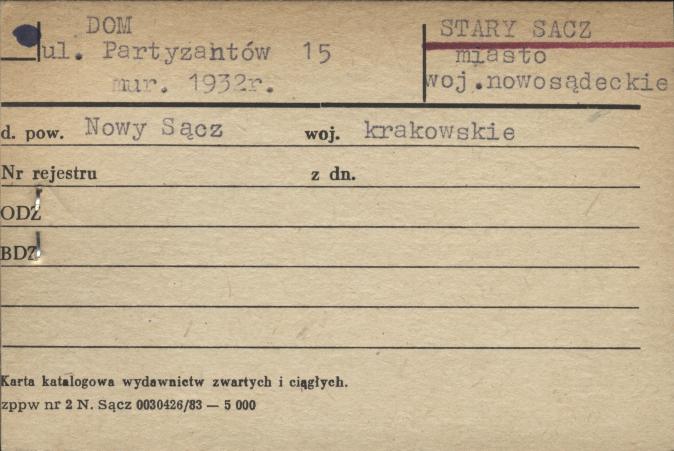 DOM
ul. Partyzantów 15
mur. 1932r.
STARY SACZ
miasto
woj.nowosądeckie
d. pow. Nowy Sącz woj. krakowskie
Nr rejestru z dn.
ODZ
BDZ
Karta katalogowa wydawnictw zwartych i ciągłych.
zppw nr 2 N. Sącz 0030426/83 — 5 000